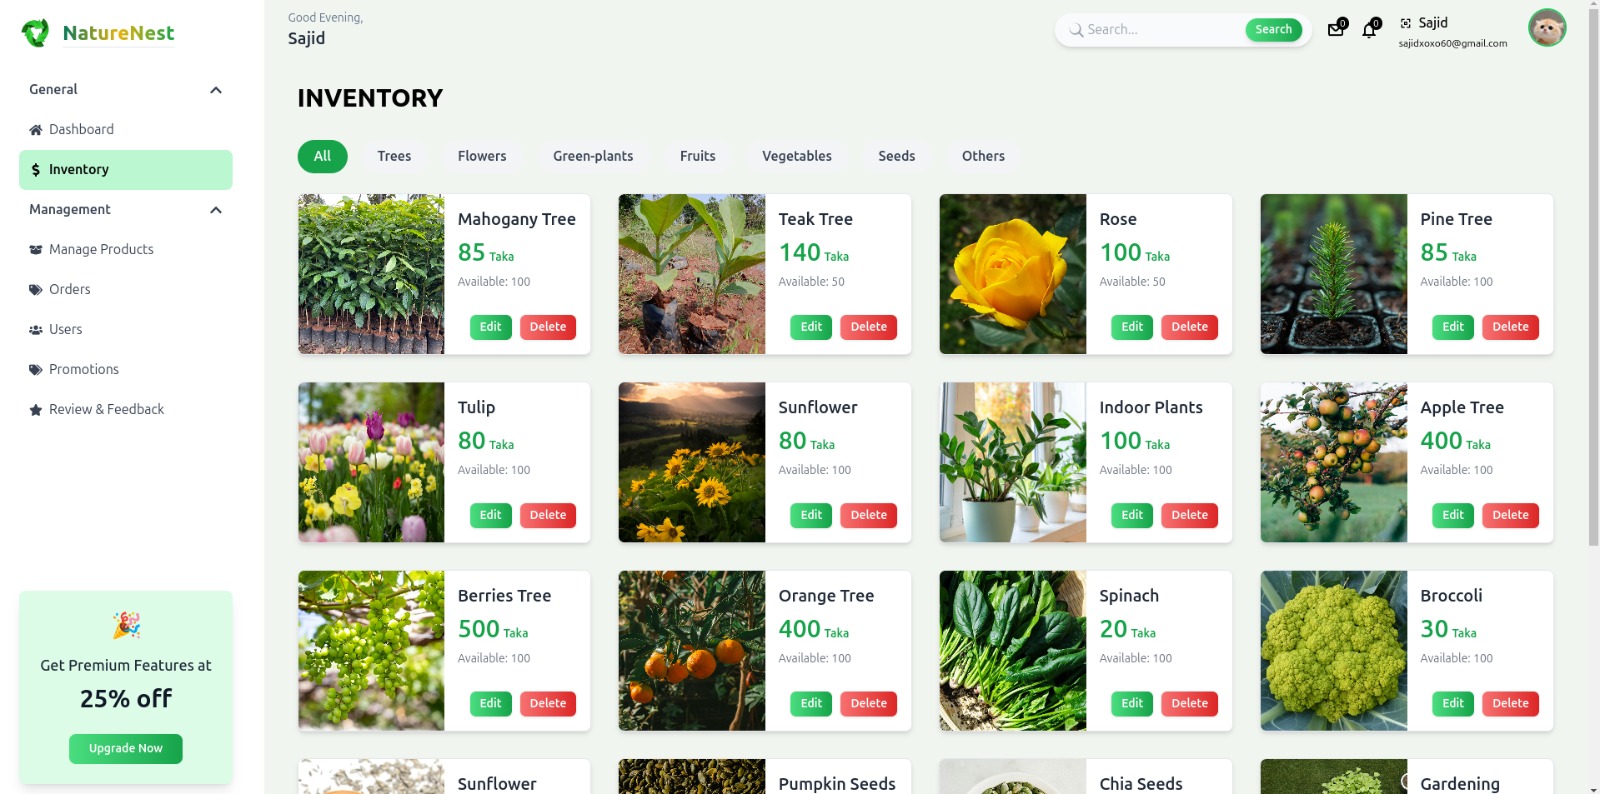 NatureNest
General
Dashboard
Inventory
Management
Manage Products
Orders
Users
Promotions
Review & Feedback
Get Premium Features at
25% off
Upgrade Now
Good Evening,
Sajid
Search...
Search
0
0
Sajid
sajidxoxo60@gmail.com
INVENTORY
All Trees Flowers Green-plants Fruits Vegetables Seeds Others
Mahogany Tree
85 Taka
Available: 100
Edit Delete
Teak Tree
140 Taka
Available: 50
Edit Delete
Rose
100 Taka
Available: 50
Edit Delete
Pine Tree
85 Taka
Available: 100
Edit Delete
Tulip
80 Taka
Available: 100
Edit Delete
Sunflower
80 Taka
Available: 100
Edit Delete
Indoor Plants
100 Taka
Available: 100
Edit Delete
Apple Tree
400 Taka
Available: 100
Edit Delete
Berries Tree
500 Taka
Available: 100
Edit Delete
Orange Tree
400 Taka
Available: 100
Edit Delete
Spinach
20 Taka
Available: 100
Edit Delete
Broccoli
30 Taka
Available: 100
Edit Delete
Sunflower
Pumpkin Seeds
Chia Seeds
Gardening